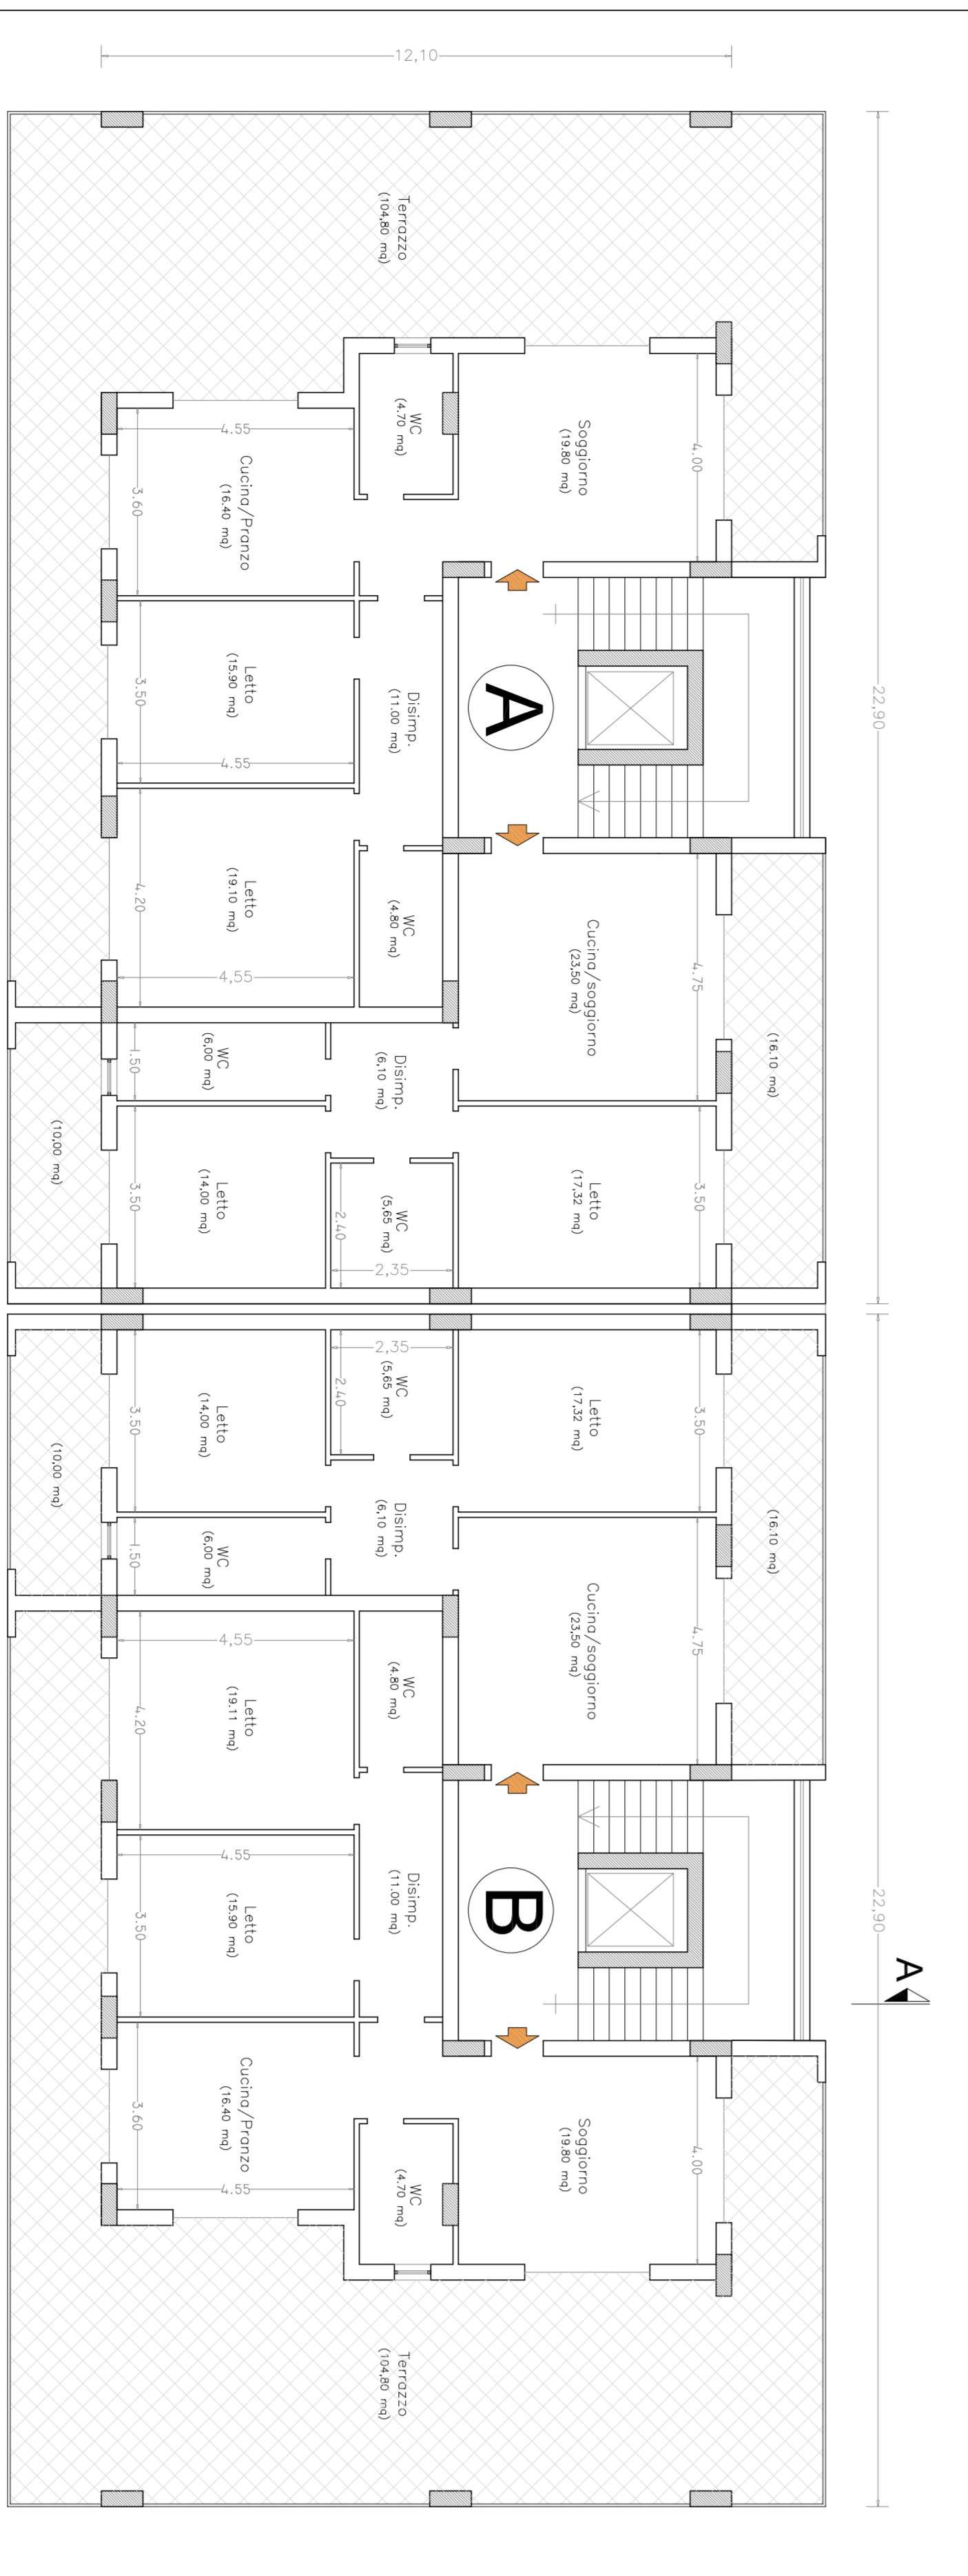 12,10
22,90
Terrazzo
(104,80 mq)
Soggiorno
(19.80 mq)
4.00
WC
(4.70 mq)
4.55
Cucina/Pranzo
(16.40 mq)
3.60
A
Disimp.
(11.00 mq)
Letto
(15.90 mq)
3.50
4.55
Letto
(19.10 mq)
4.20
4,55
WC
(4.80 mq)
Cucina/soggiorno
(23,50 mq)
4.75
(16.10 mq)
WC
(6,00 mq)
1.50
Disimp.
(6,10 mq)
(10,00 mq)
Letto
(14,00 mq)
3.50
WC
(5,65 mq)
2.40
2,35
Letto
(17,32 mq)
3.50
22,90
Letto
(17,32 mq)
3.50
2,35
WC
(5,65 mq)
2.40
Letto
(14,00 mq)
3.50
(10,00 mq)
Disimp.
(6,10 mq)
WC
(6,00 mq)
1.50
(16.10 mq)
Cucina/soggiorno
(23,50 mq)
4.75
WC
(4.80 mq)
4,55
Letto
(19.11 mq)
4.20
B
Disimp.
(11.00 mq)
4.55
Letto
(15.90 mq)
3.50
A
Cucina/Pranzo
(16.40 mq)
3.60
4.55
WC
(4.70 mq)
Soggiorno
(19.80 mq)
4.00
Terrazzo
(104,80 mq)